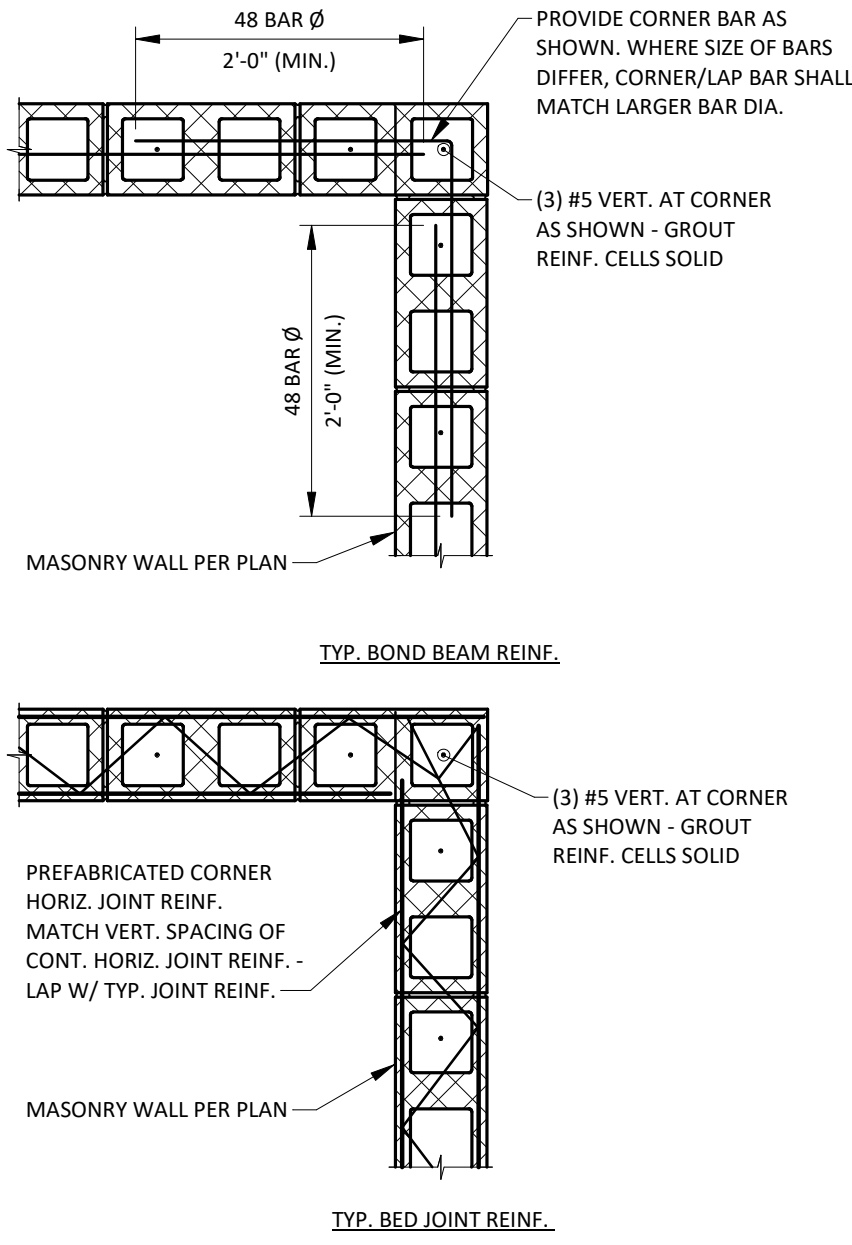 48 BAR Ø
2'-0" (MIN.)
PROVIDE CORNER BAR AS
SHOWN. WHERE SIZE OF BARS
DIFFER, CORNER/LAP BAR SHALL
MATCH LARGER BAR DIA.
(3) #5 VERT. AT CORNER
AS SHOWN - GROUT
REINF. CELLS SOLID
48 BAR Ø
2'-0" (MIN.)
MASONRY WALL PER PLAN
TYP. BOND BEAM REINF.
(3) #5 VERT. AT CORNER
AS SHOWN - GROUT
REINF. CELLS SOLID
PREFABRICATED CORNER
HORIZ. JOINT REINF.
MATCH VERT. SPACING OF
CONT. HORIZ. JOINT REINF. -
LAP W/ TYP. JOINT REINF.
MASONRY WALL PER PLAN
TYP. BED JOINT REINF.